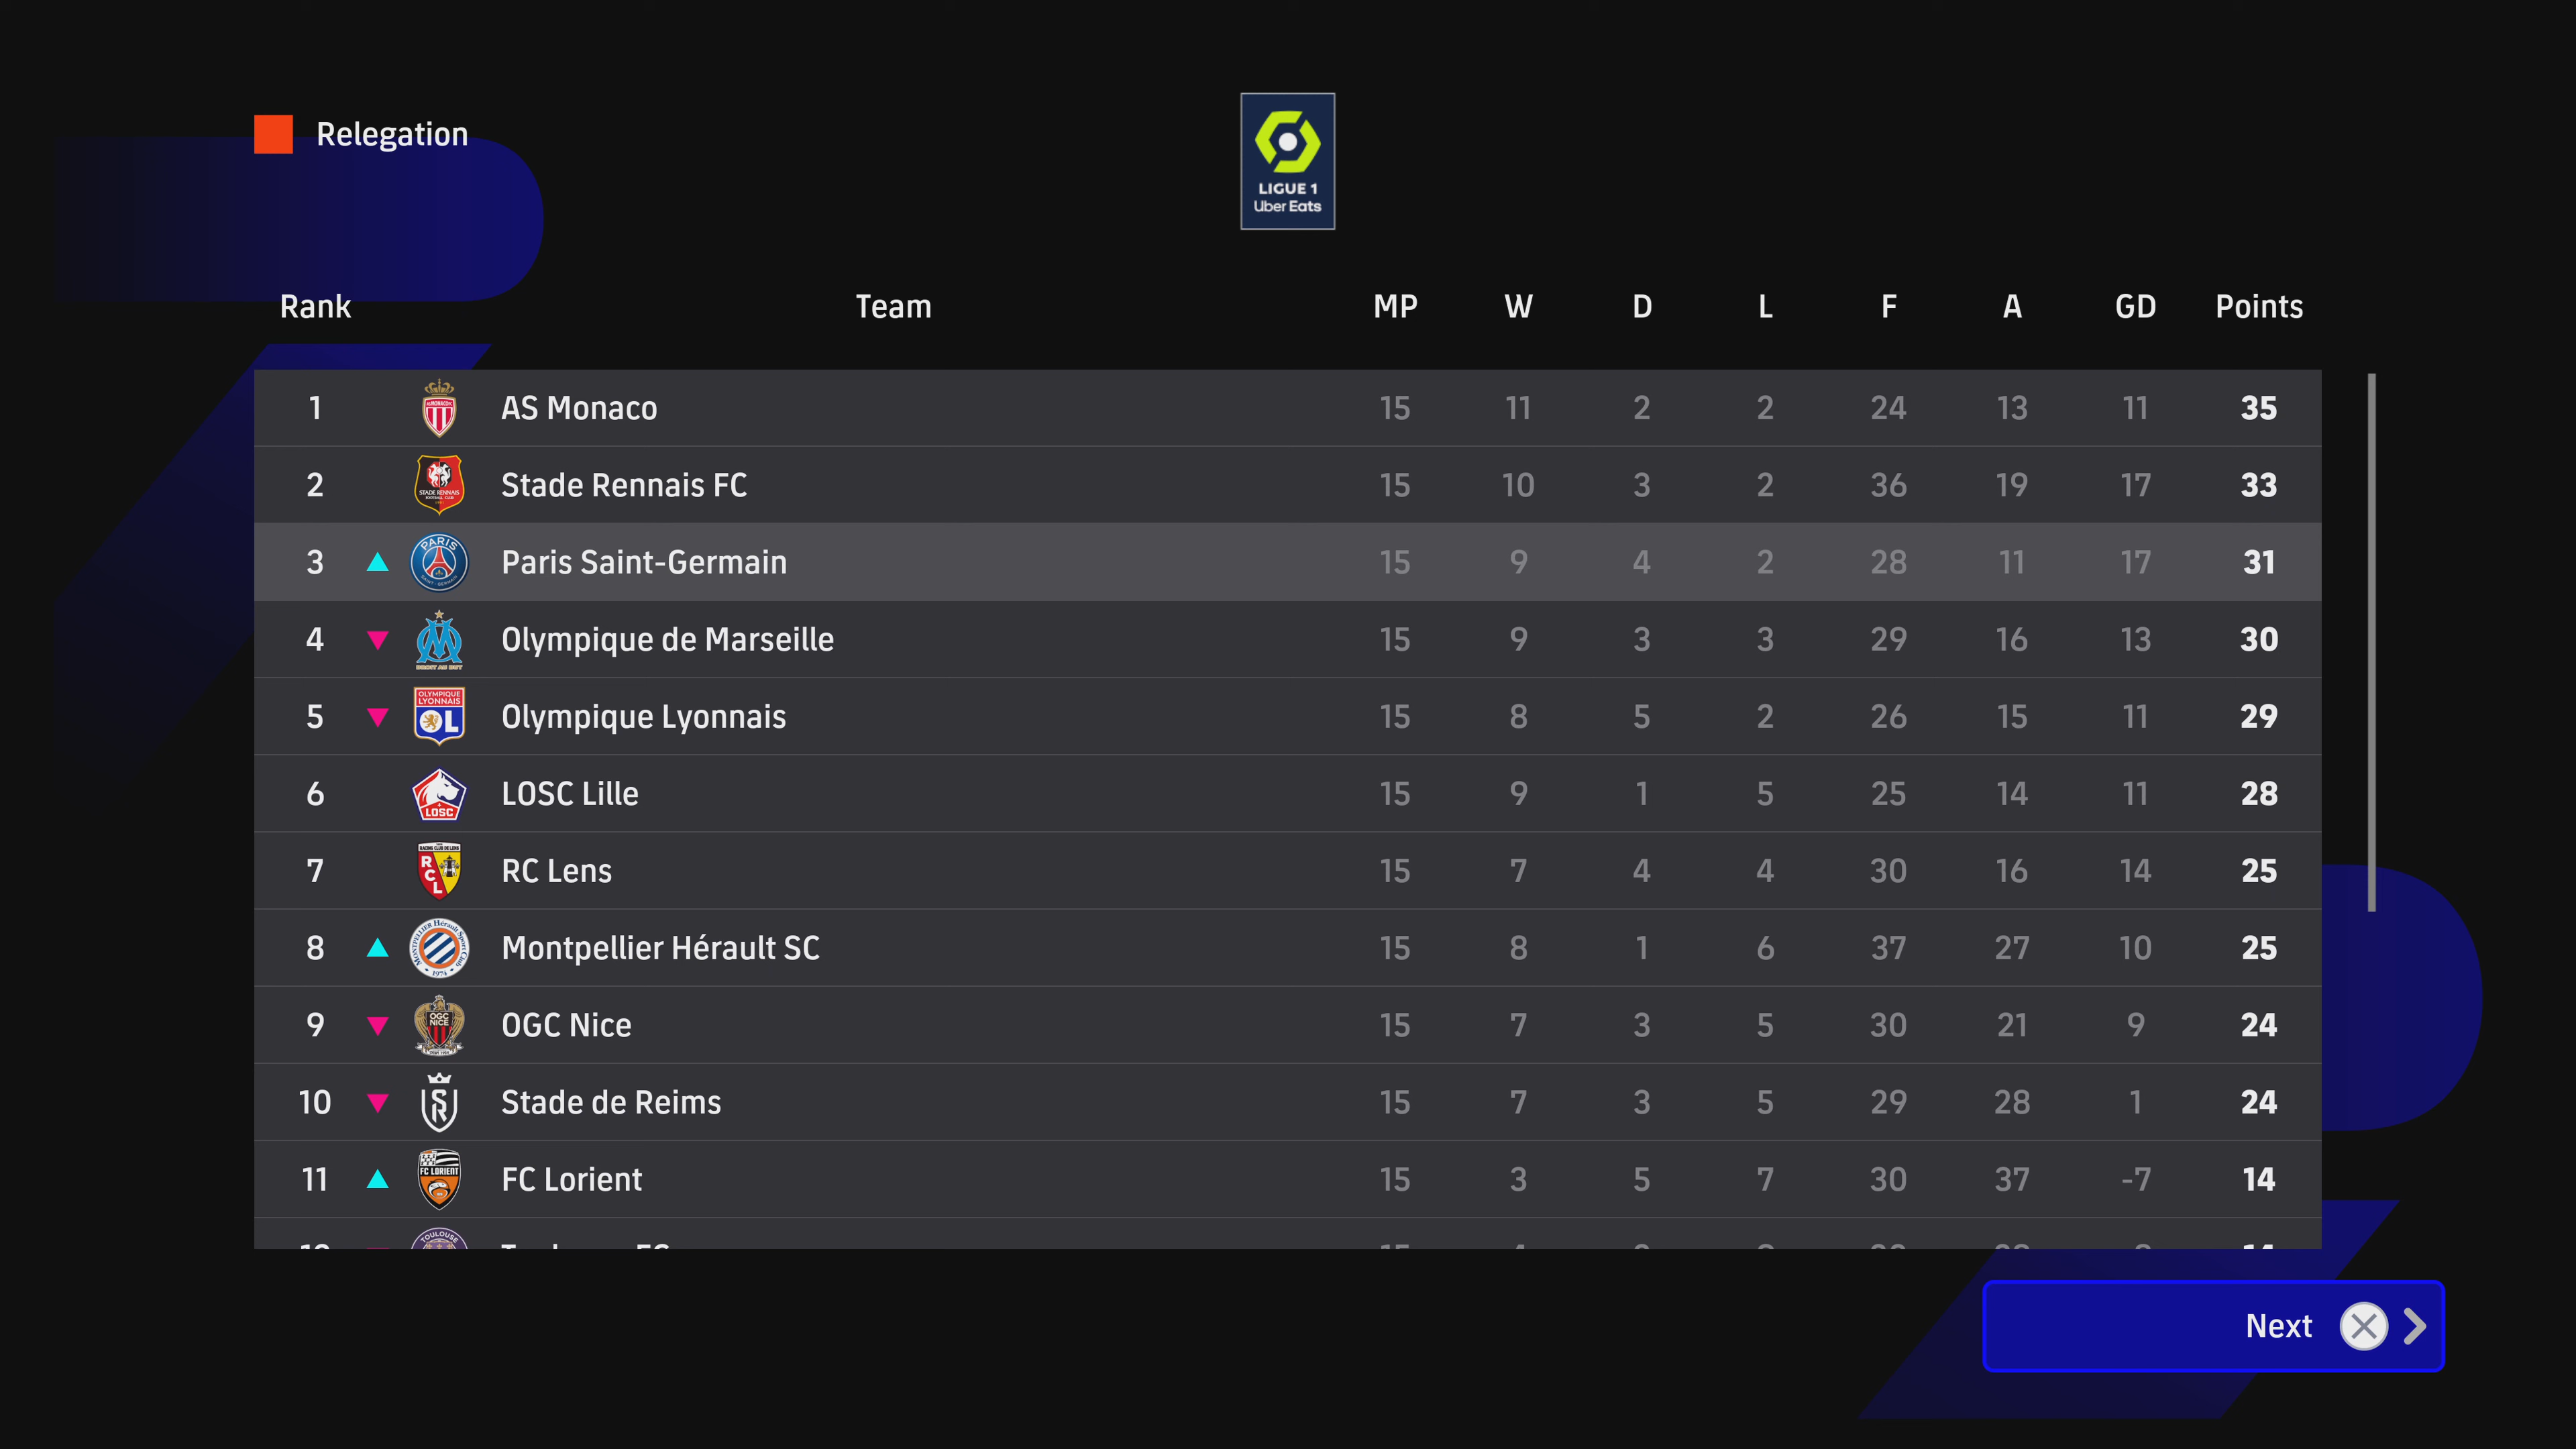 Relegation
LIGUE 1
Uber Eats
Rank Team MP W D L F A GD Points
1 AS Monaco 15 11 2 2 24 13 11 35
2 Stade Rennais FC 15 10 3 2 36 19 17 33
3 Paris Saint-Germain 15 9 4 2 28 11 17 31
4 Olympique de Marseille 15 9 3 3 29 16 13 30
5 Olympique Lyonnais 15 8 5 2 26 15 11 29
6 LOSC Lille 15 9 1 5 25 14 11 28
7 RC Lens 15 7 4 4 30 16 14 25
8 Montpellier Hérault SC 15 8 1 6 37 27 10 25
9 OGC Nice 15 7 3 5 30 21 9 24
10 Stade de Reims 15 7 3 5 29 28 1 24
11 FC Lorient 15 3 5 7 30 37 -7 14
Next